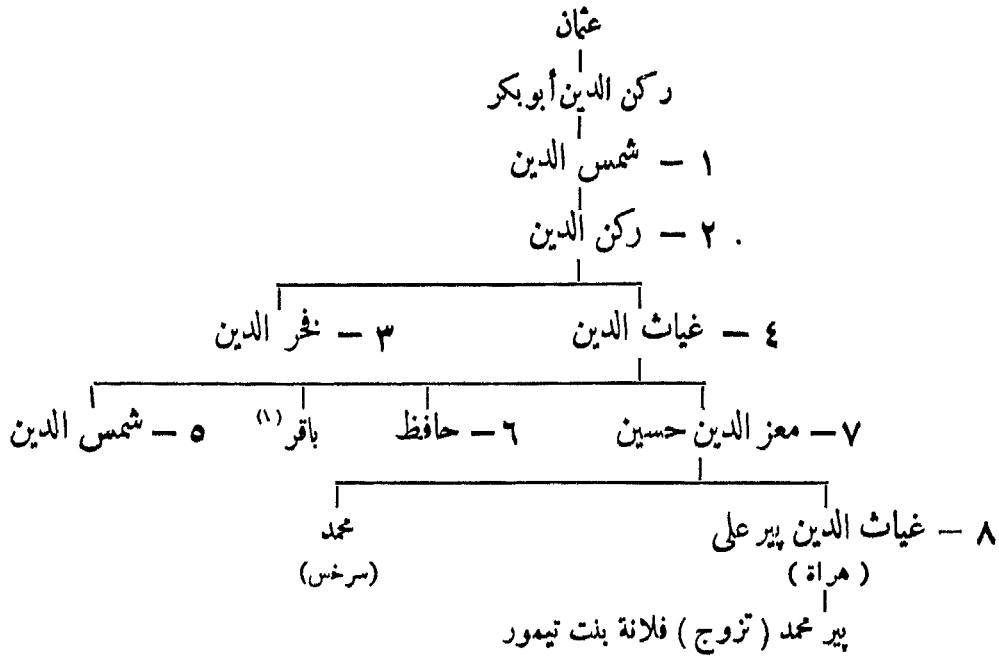 عثمان
ركن الدين أبو بكر
١ – شمس الدين
٢ – ركن الدين
٤ – غياث الدين ٣ – فخر الدين
٧ – معز الدين حسين ٦ – حافظ باقر (١) ٥ – شمس الدين
٨ – غياث الدين پير على محمد
( هراة ) (سرخس)
پير محمد ( تزوج ) فلانة بنت تيمور